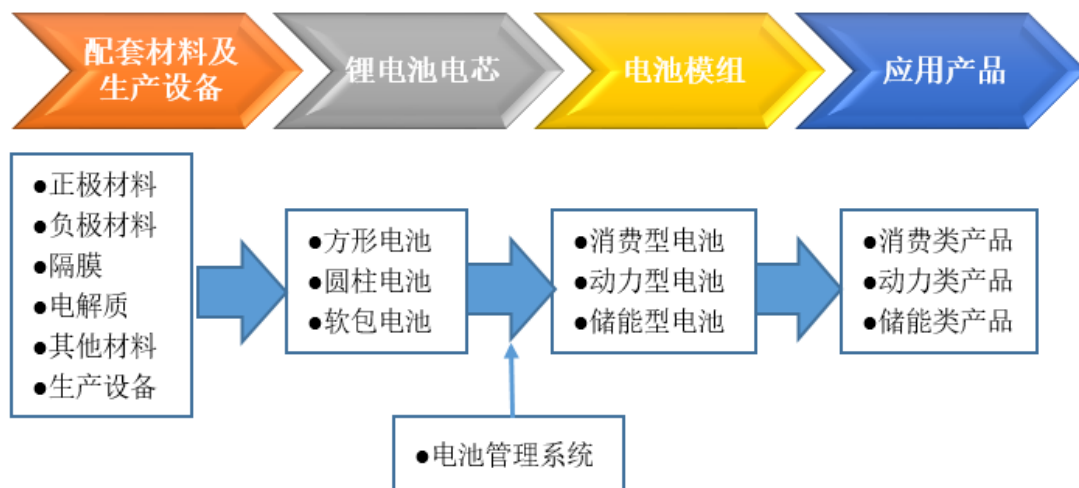 配套材料及
生产设备
锂电池电芯
电池模组
应用产品
●正极材料
●负极材料
●隔膜
●电解质
●其他材料
●生产设备
●方形电池
●圆柱电池
●软包电池
●消费型电池
●动力型电池
●储能型电池
●消费类产品
●动力类产品
●储能类产品
●电池管理系统